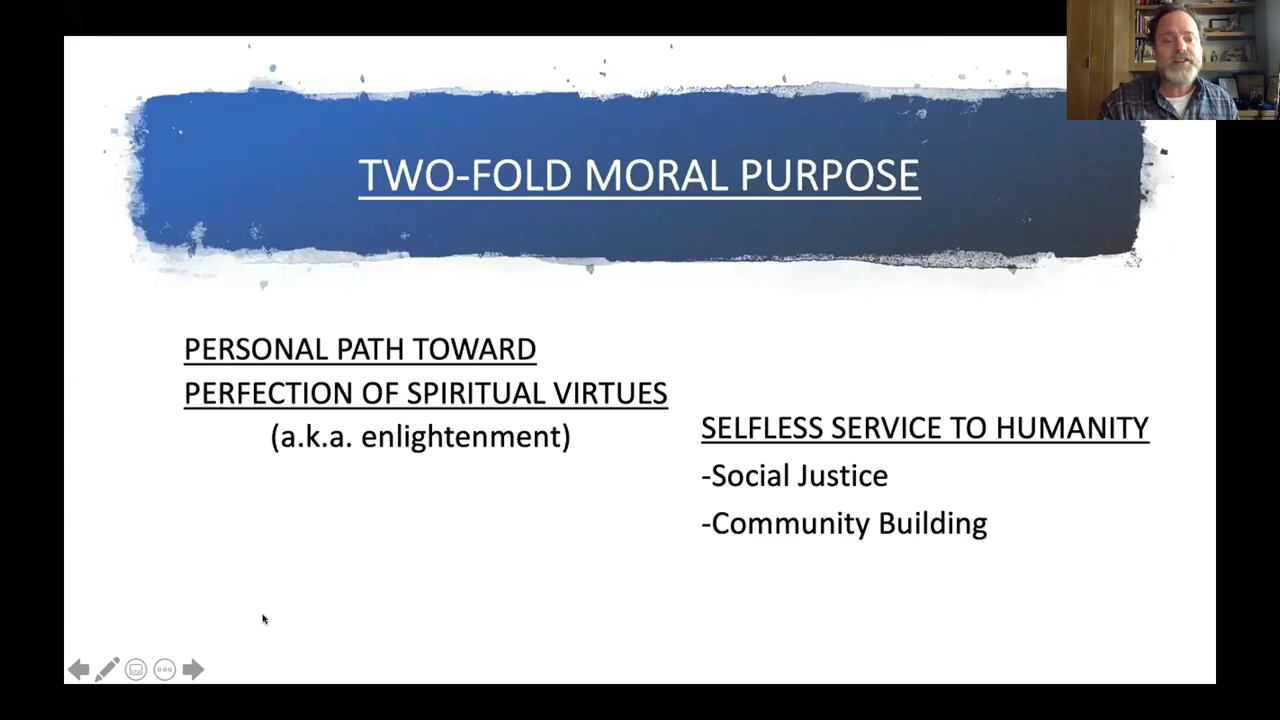 TWO-FOLD MORAL PURPOSE
PERSONAL PATH TOWARD
PERFECTION OF SPIRITUAL VIRTUES
(a.k.a. enlightenment)
SELFLESS SERVICE TO HUMANITY
-Social Justice
-Community Building